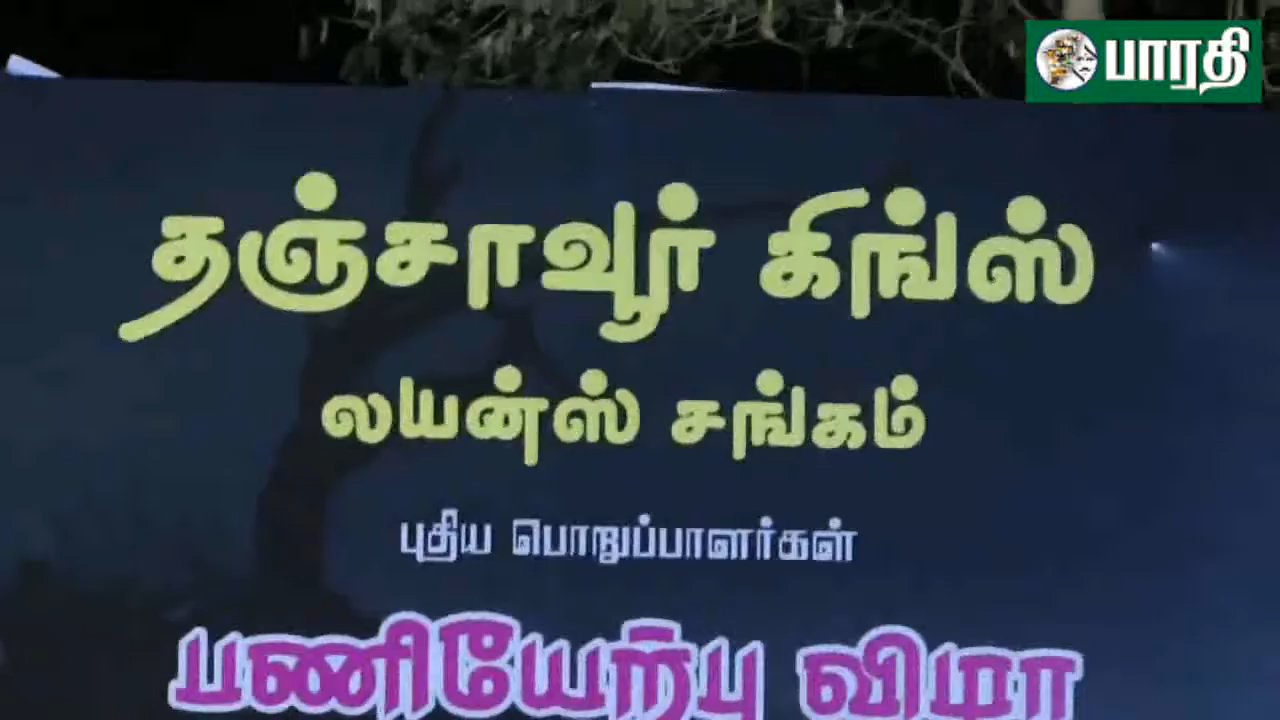 பாரதி
தஞ்சாவூர் கிங்ஸ்
லயன்ஸ் சங்கம்
புதிய பொறுப்பாளர்கள்
பணியேற்பு விழா